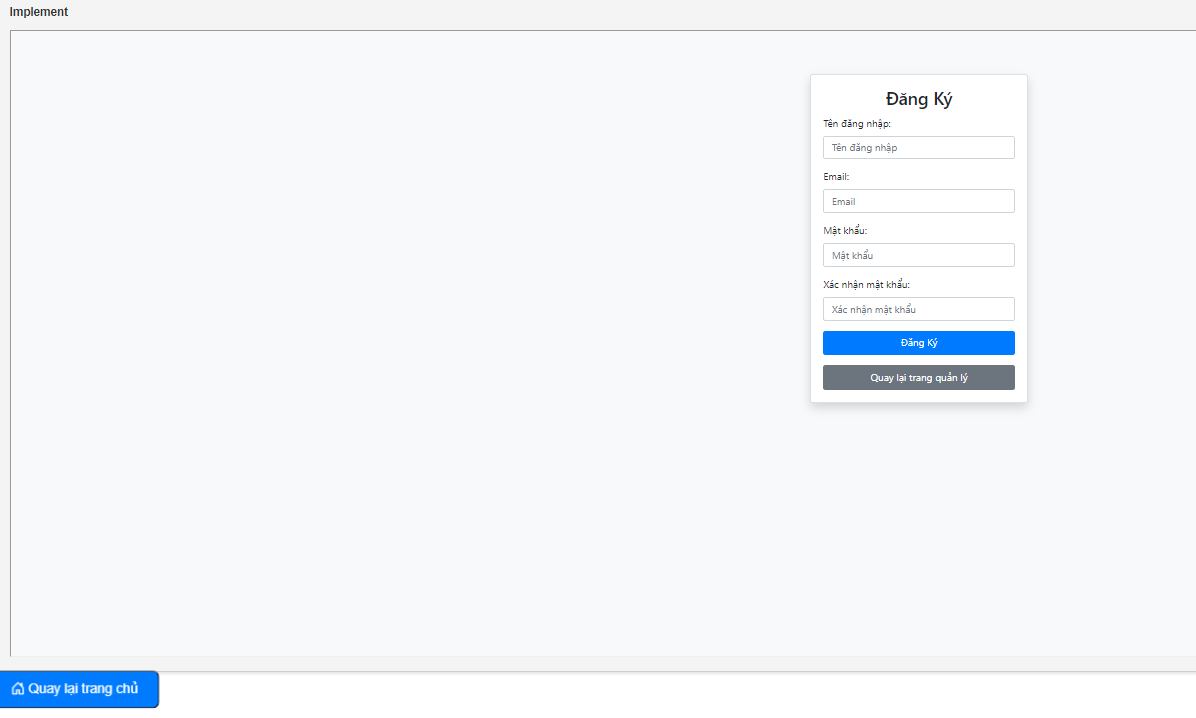 Implement
Đăng Ký
Tên đăng nhập:
Tên đăng nhập
Email:
Email
Mật khẩu:
Mật khẩu
Xác nhận mật khẩu:
Xác nhận mật khẩu
Đăng Ký
Quay lại trang quản lý
Quay lại trang chủ